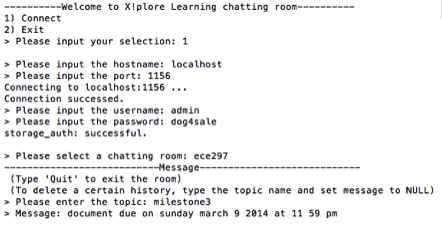 ----------Welcome to X!plore Learning chatting room----------
1) Connect
2) Exit
> Please input your selection: 1
> Please input the hostname: localhost
> Please input the port: 1156
Connecting to localhost:1156 ...
Connection successed.
> Please input the username: admin
> Please input the password: dog4sale
storage_auth: successful.
> Please select a chatting room: ece297
---------------------------Message----------------------------
(Type 'Quit' to exit the room)
(To delete a certain history, type the topic name and set message to NULL)
> Please enter the topic: milestone3
> Message: document due on sunday march 9 2014 at 11 59 pm